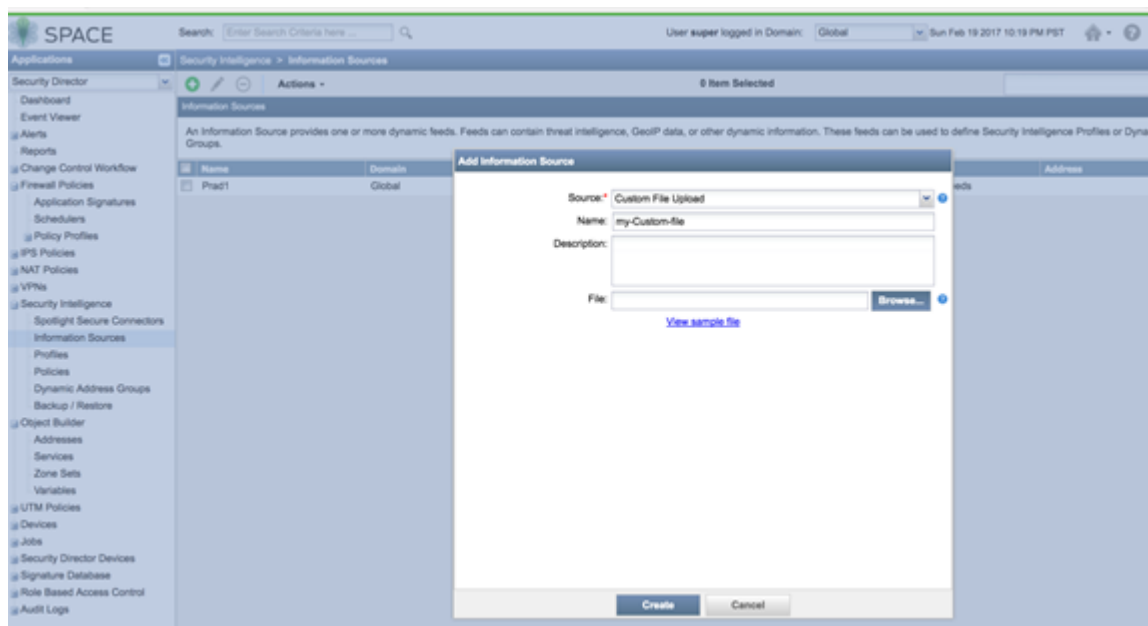 SPACE
Search: Enter Search Criteria here ...
User super logged in Domain: Global Sun Feb 19 2017 10:19 PM PST
Applications
Security Intelligence > Information Sources
Security Director
Actions
0 Item Selected
Information Sources
An Information Source provides one or more dynamic feeds. Feeds can contain threat intelligence, GeoIP data, or other dynamic information. These feeds can be used to define Security Intelligence Profiles or Dyna
Groups.
Name Domain Address
Prad1 Global eeds
Dashboard
Event Viewer
Alerts
Reports
Change Control Workflow
Firewall Policies
Application Signatures
Schedulers
Policy Profiles
IPS Policies
NAT Policies
VPNs
Security Intelligence
Spotlight Secure Connectors
Information Sources
Profiles
Policies
Dynamic Address Groups
Backup / Restore
Object Builder
Addresses
Services
Zone Sets
Variables
UTM Policies
Devices
Jobs
Security Director Devices
Signature Database
Role Based Access Control
Audit Logs
Add Information Source
Source:* Custom File Upload
Name: my-Custom-file
Description:
File: Browse...
View sample file
Create Cancel